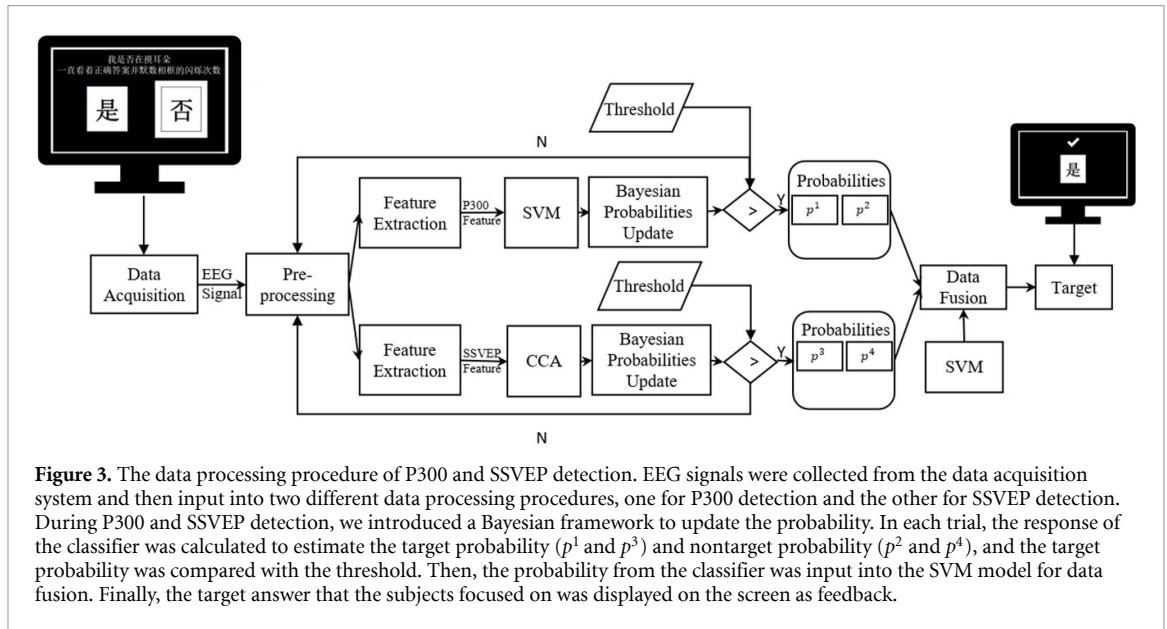 我是否在摸耳朵
一直看着正确答案并默数相框的闪烁次数
是
否
Data
Acquisition
EEG
Signal
Pre-
processing
N
Feature
Extraction
P300
Feature
SVM
Bayesian
Probabilities
Update
Threshold
>
Y
Probabilities
p¹
p²
Feature
Extraction
SSVEP
Feature
CCA
Bayesian
Probabilities
Update
Threshold
>
Y
Probabilities
p³
p⁴
N
Data
Fusion
SVM
Target
是
Figure 3. The data processing procedure of P300 and SSVEP detection. EEG signals were collected from the data acquisition
system and then input into two different data processing procedures, one for P300 detection and the other for SSVEP detection.
During P300 and SSVEP detection, we introduced a Bayesian framework to update the probability. In each trial, the response of
the classifier was calculated to estimate the target probability (p¹ and p³) and nontarget probability (p² and p⁴), and the target
probability was compared with the threshold. Then, the probability from the classifier was input into the SVM model for data
fusion. Finally, the target answer that the subjects focused on was displayed on the screen as feedback.